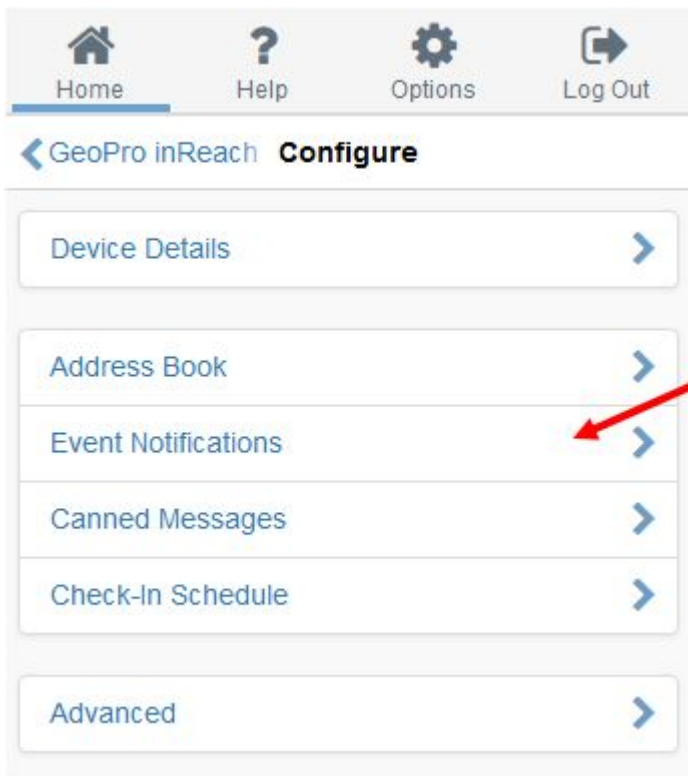 Home Help Options Log Out
GeoPro inReach Configure
Device Details
Address Book
Event Notifications
Canned Messages
Check-In Schedule
Advanced